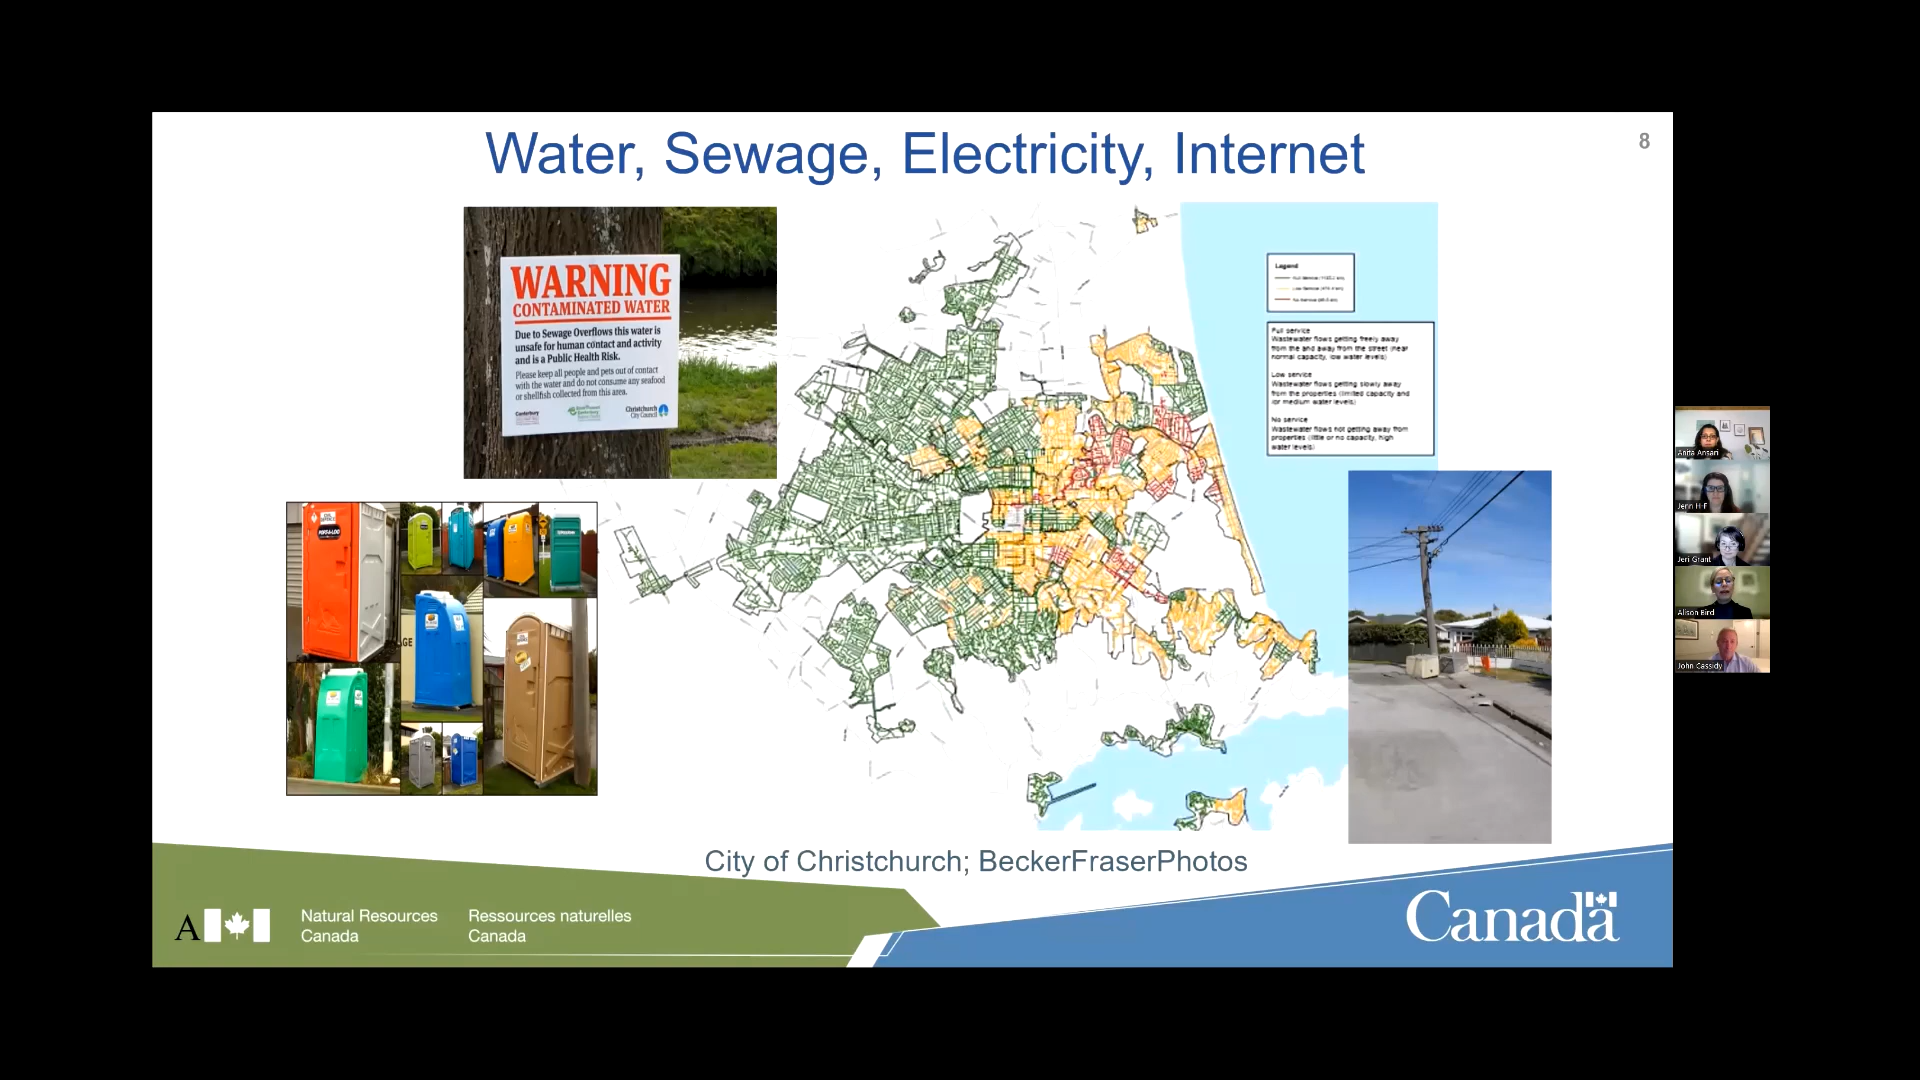 Water, Sewage, Electricity, Internet
8
WARNING
CONTAMINATED WATER
Due to Sewage Overflows this water is
unsafe for human contact and activity
and is a Public Health Risk.
Please keep all people and pets out of contact
with the water and do not consume any seafood
or shellfish collected from this area.
Christchurch
City Council
Legend
Full service
Wastewater flows getting freely away
from the and away from the street (near
normal capacity, low water levels)
Low service
Wastewater flows getting slowly away
from the properties (limited capacity and
/or medium water levels)
No service
Wastewater flows not getting away from
properties (little or no capacity, high
water levels)
City of Christchurch; BeckerFraserPhotos
A
Natural Resources
Canada
Ressources naturelles
Canada
Canada
Anita Ansari
Jenn H-F
Jeri Grant
Alison Bird
John Cassidy